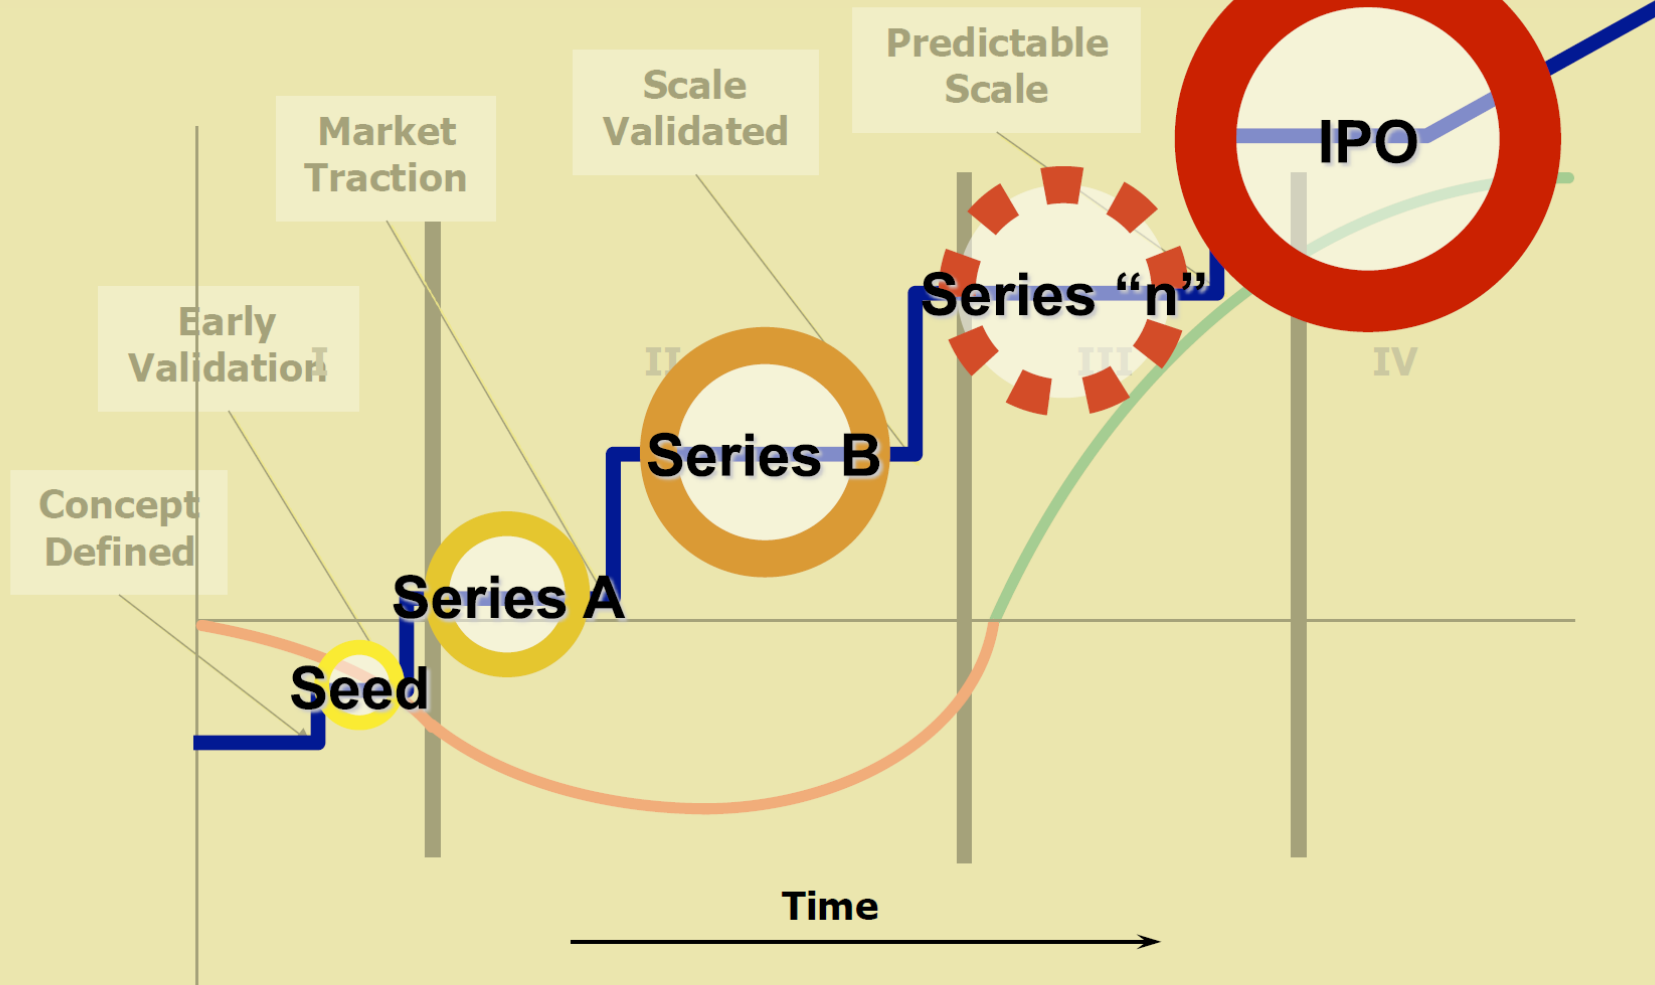 Predictable
Scale
Scale
Validated
Market
Traction
Early
Validation
Concept
Defined
I
II
III
IV
IPO
Series “n”
Series B
Series A
Seed
Time